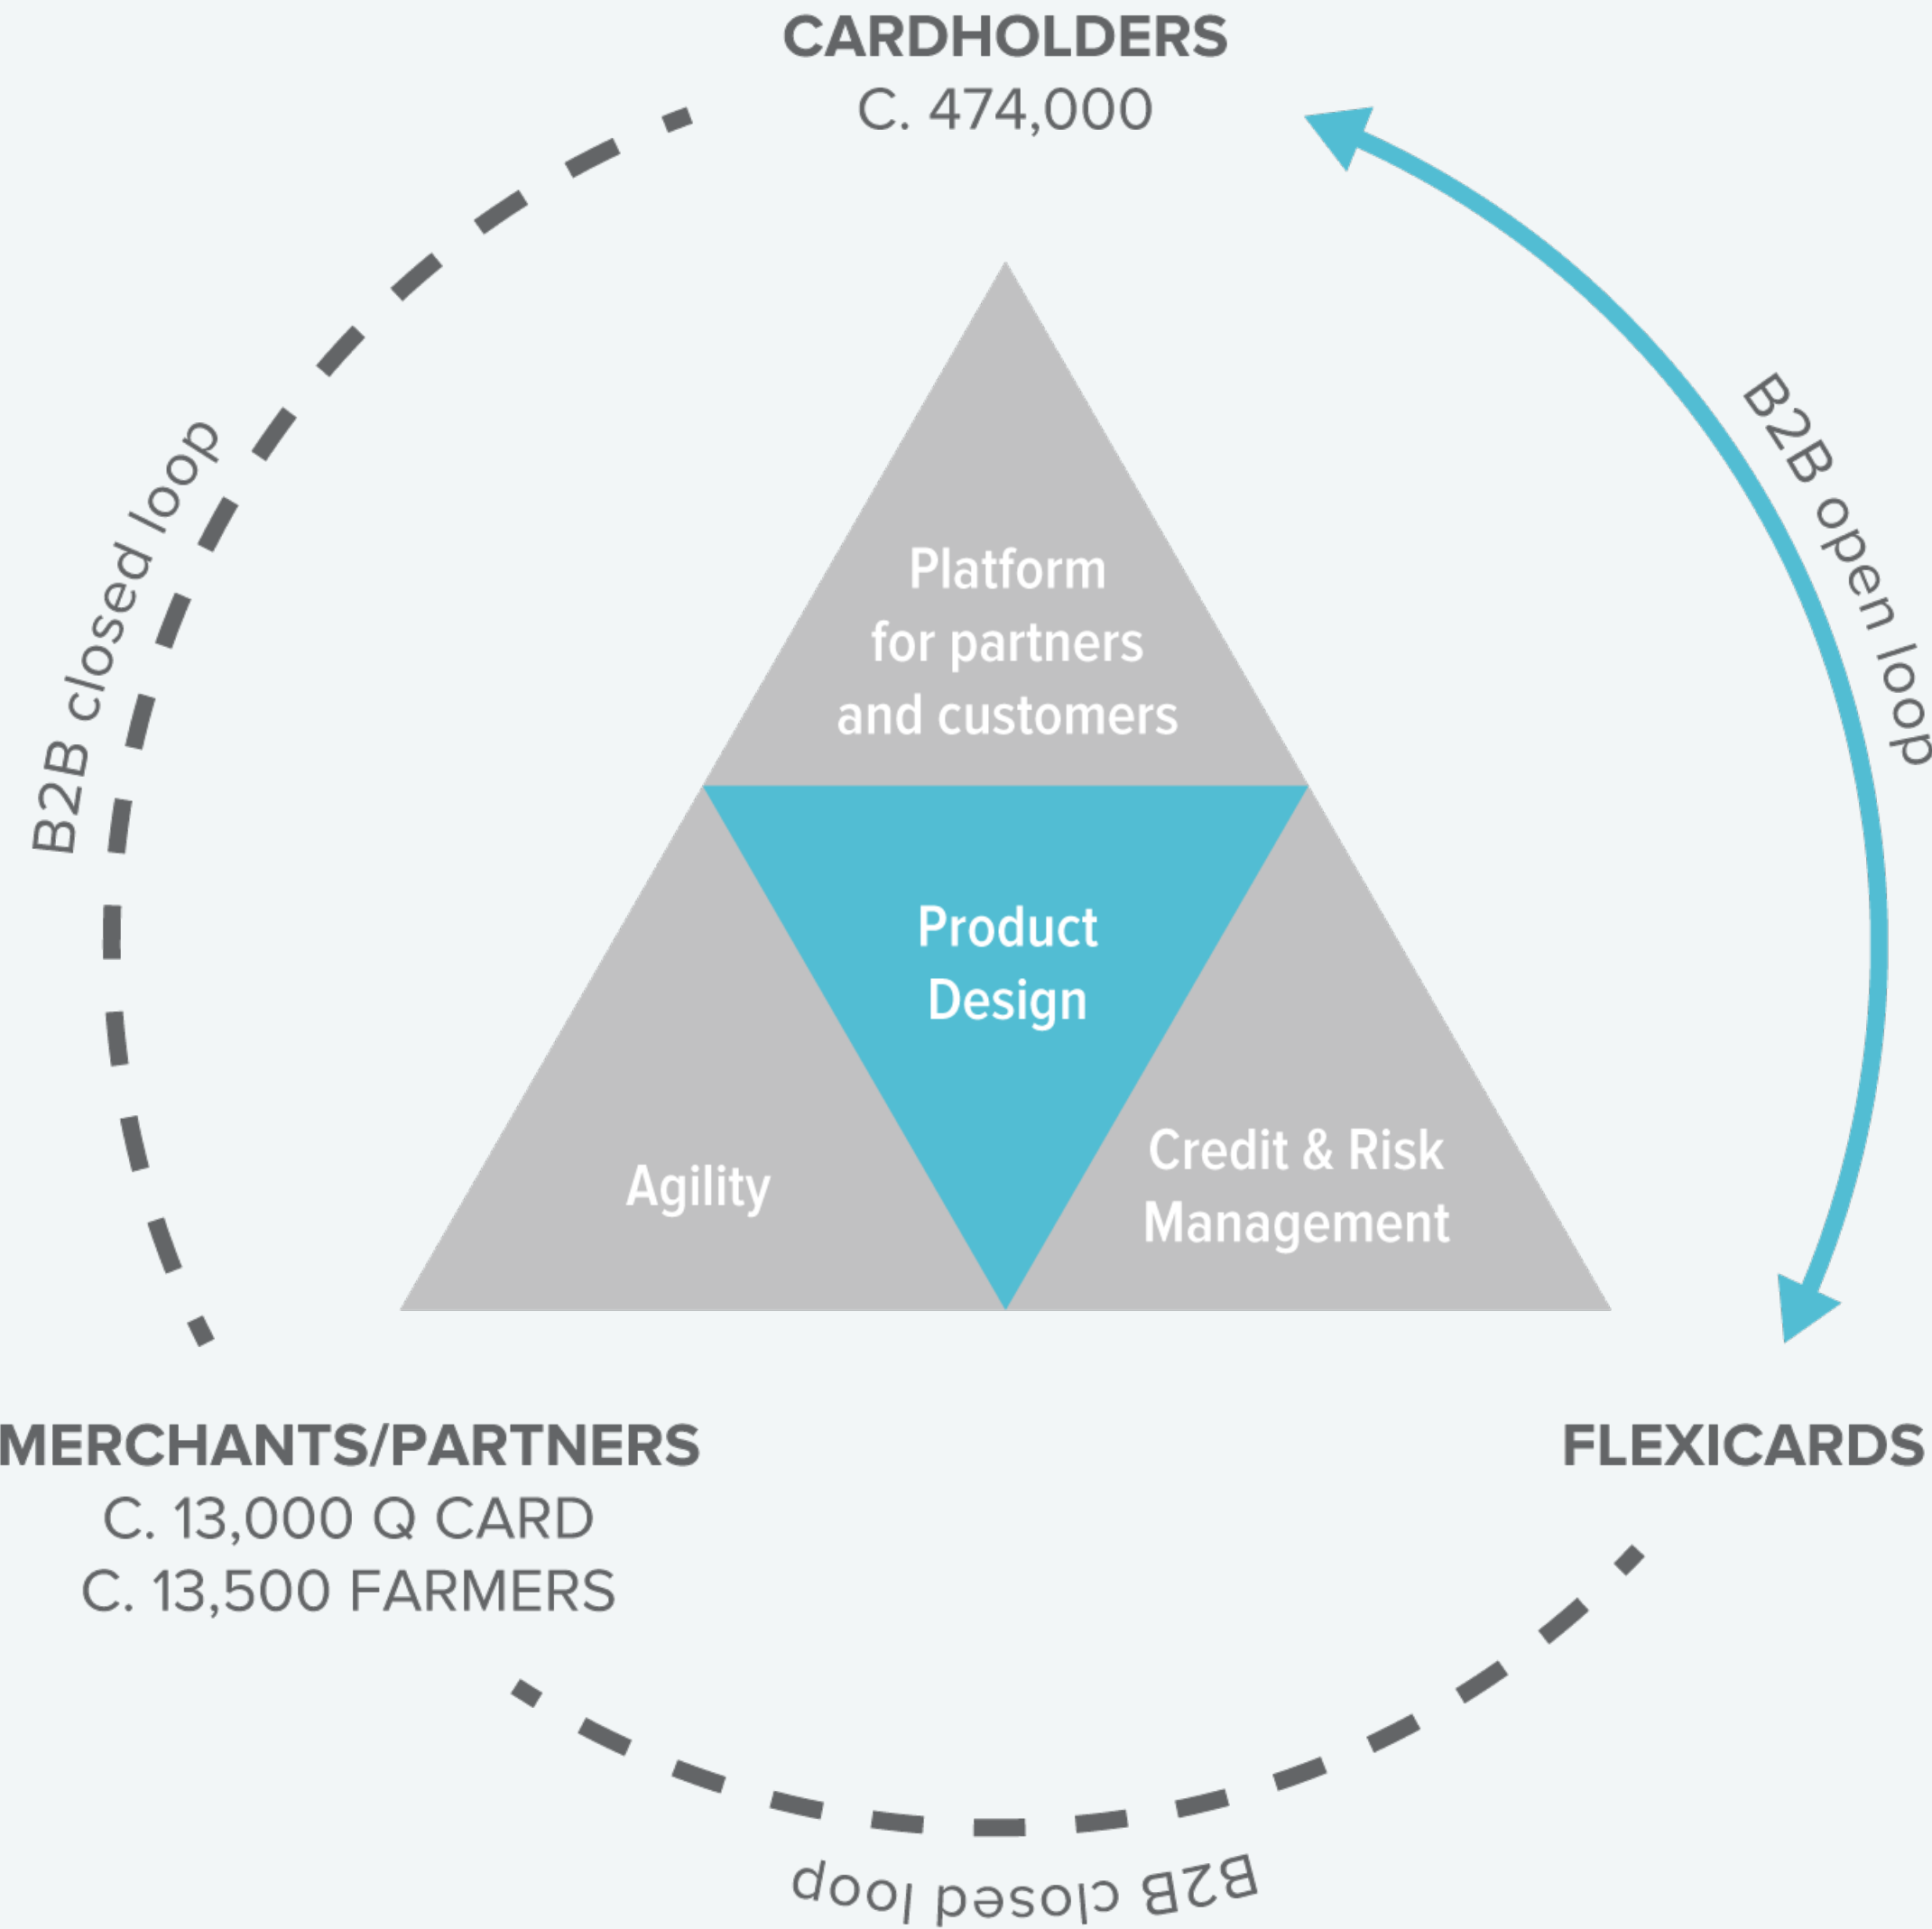 CARDHOLDERS
C. 474,000
B2B closed loop
B2B open loop
Platform
for partners
and customers
Product
Design
Agility
Credit & Risk
Management
MERCHANTS/PARTNERS
C. 13,000 Q CARD
C. 13,500 FARMERS
FLEXICARDS
B2B closed loop